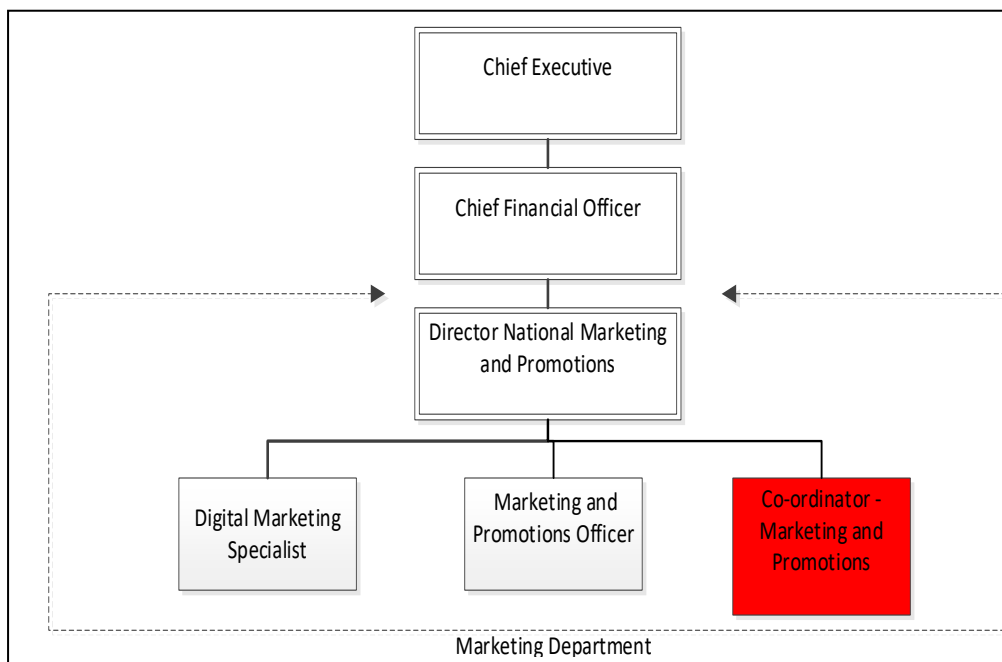 Chief Executive
Chief Financial Officer
Director National Marketing
and Promotions
Digital Marketing
Specialist
Marketing and
Promotions Officer
Co-ordinator -
Marketing and
Promotions
Marketing Department